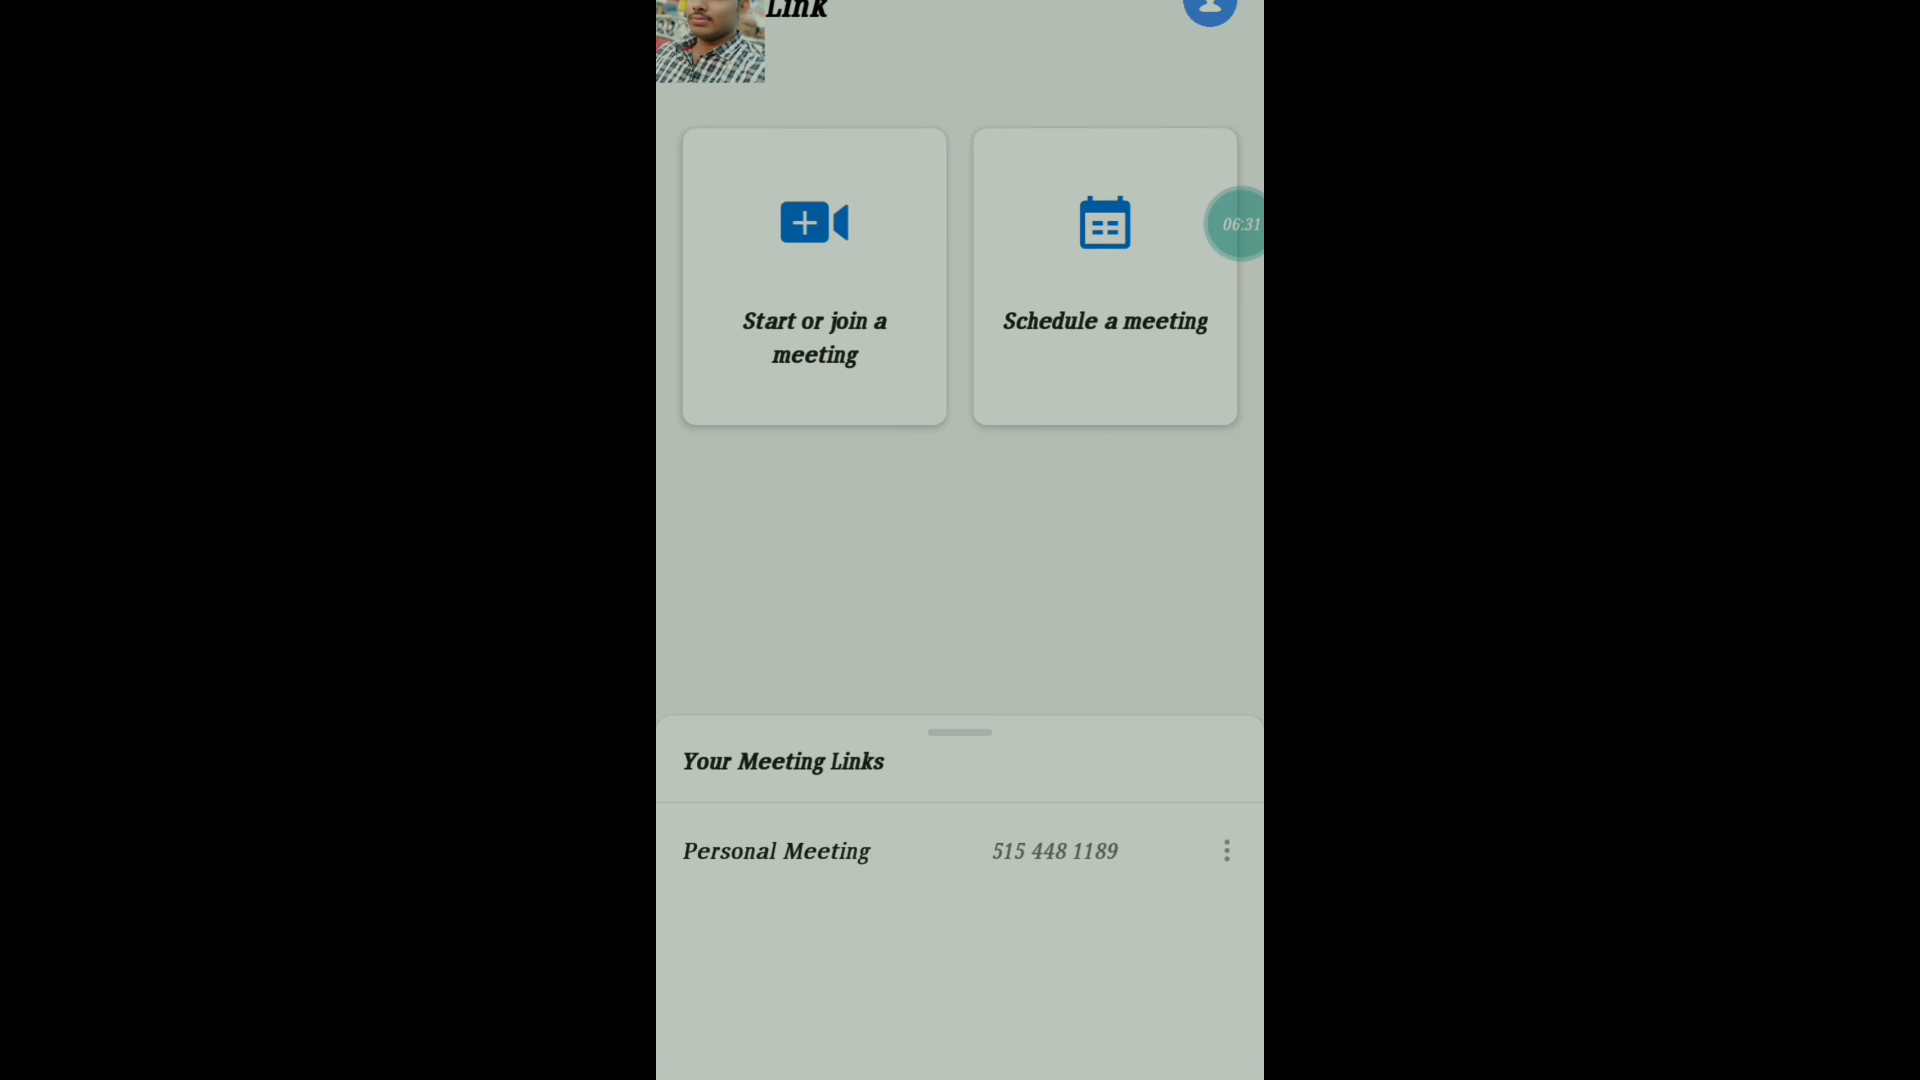 Link
06:31
Start or join a
meeting
Schedule a meeting
Your Meeting Links
Personal Meeting
515 448 1189